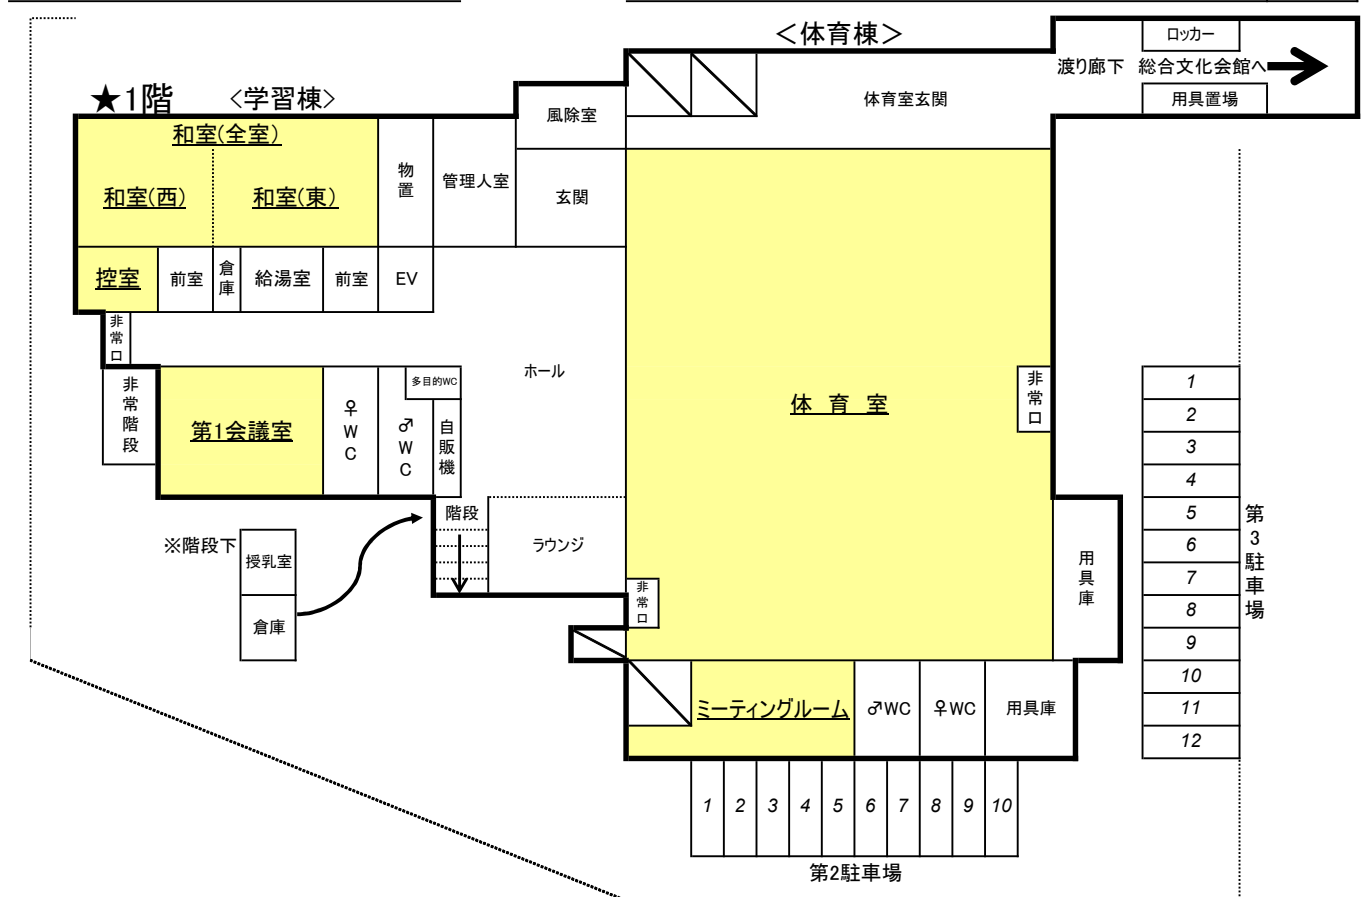 ＜体育棟＞
ロッカー
渡り廊下 総合文化会館へ
用具置場
体育室玄関
★1階 ＜学習棟＞
風除室
和室(全室)
和室(西)
和室(東)
物置
管理人室
玄関
控室
前室
倉庫
給湯室
前室
EV
非常口
ホール
非常階段
第1会議室
♀WC
♂WC
多目的WC
自販機
体 育 室
非常口
1
2
3
4
5
6
7
8
9
10
11
12
第3駐車場
階段
ラウンジ
※階段下
授乳室
倉庫
非常口
用具庫
ミーティングルーム
♂WC
♀WC
用具庫
1 2 3 4 5 6 7 8 9 10
第2駐車場